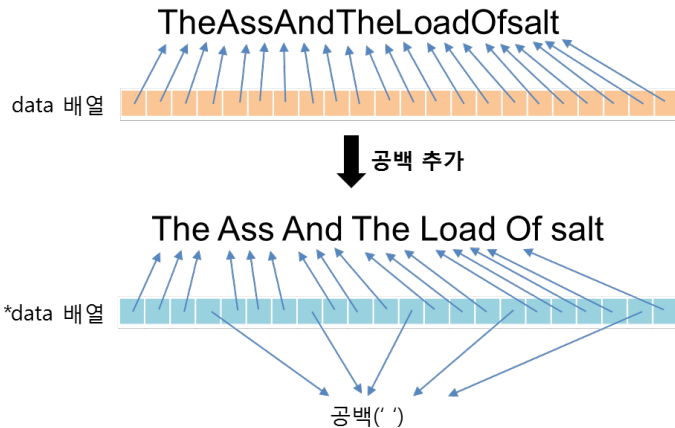 TheAssAndTheLoadOfsalt
data 배열
공백 추가
The Ass And The Load Of salt
*data 배열
공백(‘ ‘)